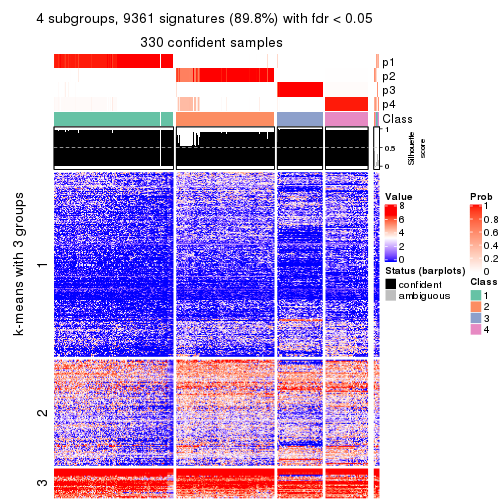 4 subgroups, 9361 signatures (89.8%) with fdr < 0.05
330 confident samples
p1
p2
p3
p4
Class
1
0.5
0
Silhouette
score
k-means with 3 groups
1
2
3
Value
8
6
4
2
0
Status (barplots)
confident
ambiguous
Prob
1
0.8
0.6
0.4
0.2
0
Class
1
2
3
4